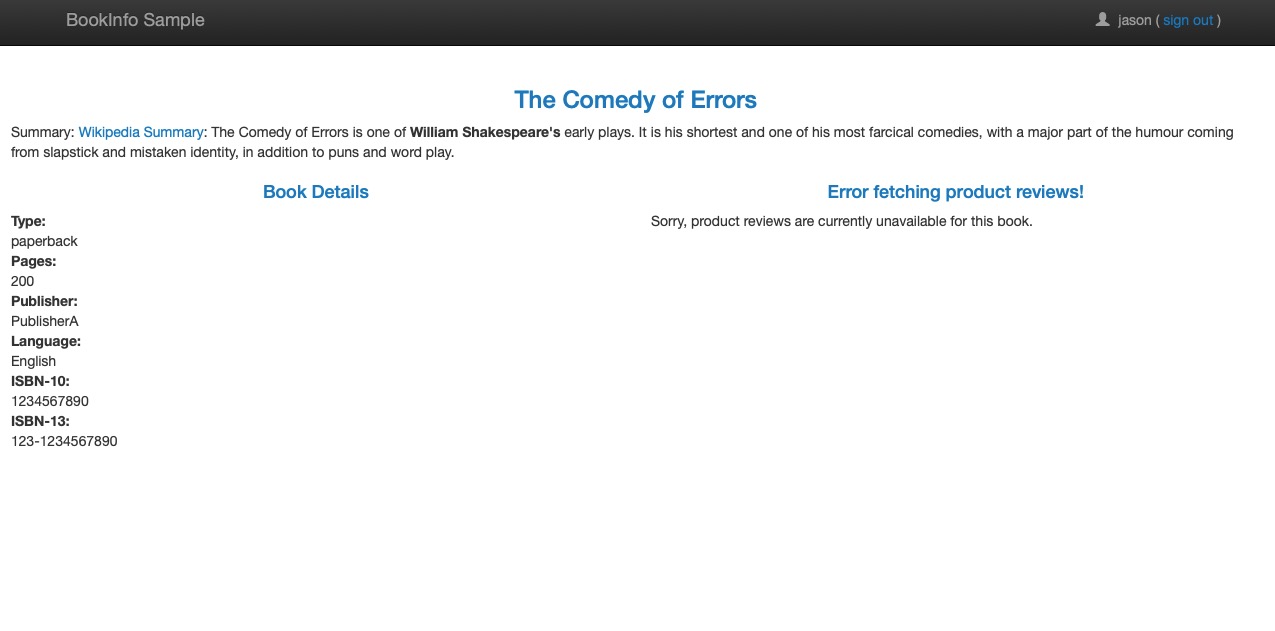 BookInfo Sample
jason ( sign out )
The Comedy of Errors
Summary: Wikipedia Summary: The Comedy of Errors is one of William Shakespeare's early plays. It is his shortest and one of his most farcical comedies, with a major part of the humour coming
from slapstick and mistaken identity, in addition to puns and word play.
Book Details
Type:
paperback
Pages:
200
Publisher:
PublisherA
Language:
English
ISBN-10:
1234567890
ISBN-13:
123-1234567890
Error fetching product reviews!
Sorry, product reviews are currently unavailable for this book.